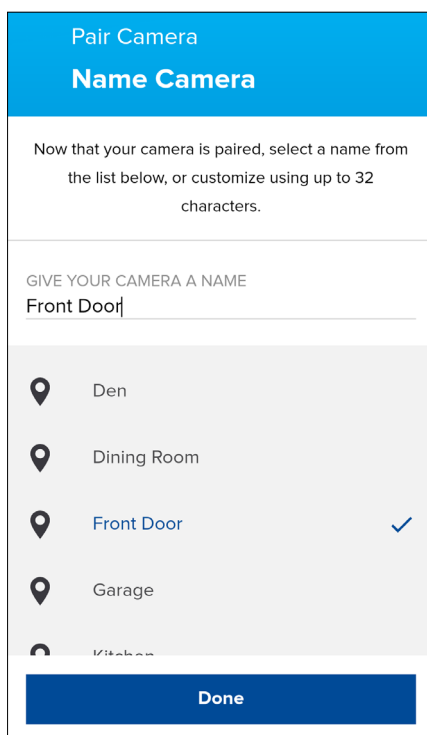 Pair Camera
Name Camera
Now that your camera is paired, select a name from
the list below, or customize using up to 32
characters.
GIVE YOUR CAMERA A NAME
Front Door
Den
Dining Room
Front Door
Garage
Kitchen
Done